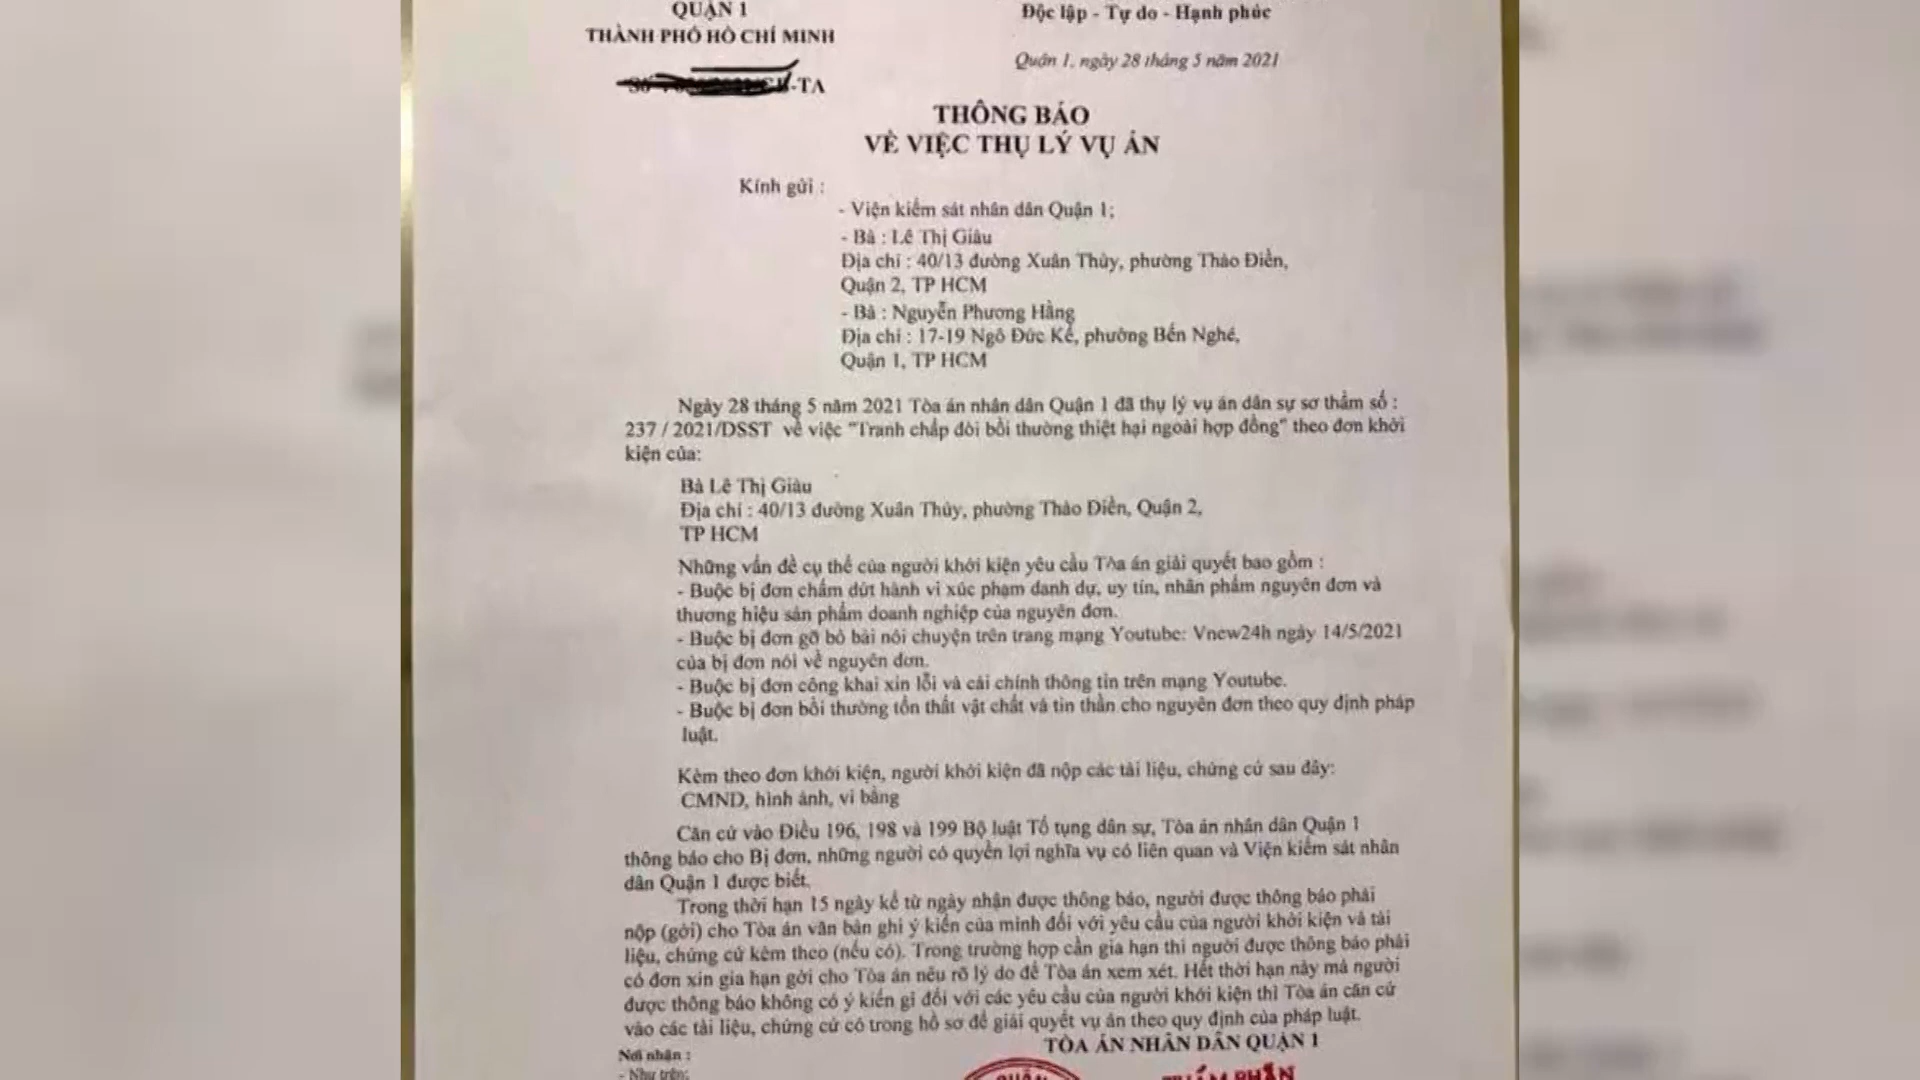 QUẬN 1
THÀNH PHỐ HỒ CHÍ MINH
-TA
Độc lập - Tự do - Hạnh phúc
Quận 1, ngày 28 tháng 5 năm 2021
THÔNG BÁO
VỀ VIỆC THỤ LÝ VỤ ÁN
Kính gửi :
- Viện kiểm sát nhân dân Quận 1;
- Bà : Lê Thị Giàu
Địa chỉ : 40/13 đường Xuân Thủy, phường Thảo Điền,
Quận 2, TP HCM
- Bà : Nguyễn Phương Hằng
Địa chỉ : 17-19 Ngô Đức Kế, phường Bến Nghé,
Quận 1, TP HCM
Ngày 28 tháng 5 năm 2021 Tòa án nhân dân Quận 1 đã thụ lý vụ án dân sự sơ thẩm số :
237 / 2021/DSST về việc "Tranh chấp đòi bồi thường thiệt hại ngoài hợp đồng" theo đơn khởi
kiện của:
Bà Lê Thị Giàu
Địa chỉ : 40/13 đường Xuân Thủy, phường Thảo Điền, Quận 2,
TP HCM
Những vấn đề cụ thể của người khởi kiện yêu cầu Tòa án giải quyết bao gồm :
- Buộc bị đơn chấm dứt hành vi xúc phạm danh dự, uy tín, nhân phẩm nguyên đơn và
thương hiệu sản phẩm doanh nghiệp của nguyên đơn.
- Buộc bị đơn gỡ bỏ bài nói chuyện trên trang mạng Youtube: Vnew24h ngày 14/5/2021
của bị đơn nói về nguyên đơn.
- Buộc bị đơn công khai xin lỗi và cải chính thông tin trên mạng Youtube.
- Buộc bị đơn bồi thường tổn thất vật chất và tin thần cho nguyên đơn theo quy định pháp
luật.
Kèm theo đơn khởi kiện, người khởi kiện đã nộp các tài liệu, chứng cứ sau đây:
CMND, hình ảnh, vi bằng
Căn cứ vào Điều 196, 198 và 199 Bộ luật Tố tụng dân sự, Tòa án nhân dân Quận 1
thông báo cho Bị đơn, những người có quyền lợi nghĩa vụ có liên quan và Viện kiểm sát nhân
dân Quận 1 được biết.
Trong thời hạn 15 ngày kể từ ngày nhận được thông báo, người được thông báo phải
nộp (gởi) cho Tòa án văn bản ghi ý kiến của mình đối với yêu cầu của người khởi kiện và tài
liệu, chứng cứ kèm theo (nếu có). Trong trường hợp cần gia hạn thì người được thông báo phải
có đơn xin gia hạn gởi cho Tòa án nêu rõ lý do để Tòa án xem xét. Hết thời hạn này mà người
được thông báo không có ý kiến gì đối với các yêu cầu của người khởi kiện thì Tòa án căn cứ
vào các tài liệu, chứng cứ có trong hồ sơ để giải quyết vụ án theo quy định của pháp luật.
TÒA ÁN NHÂN DÂN QUẬN 1
Nơi nhận :
- Như trên;
QUẬN
THẨM PHÁN